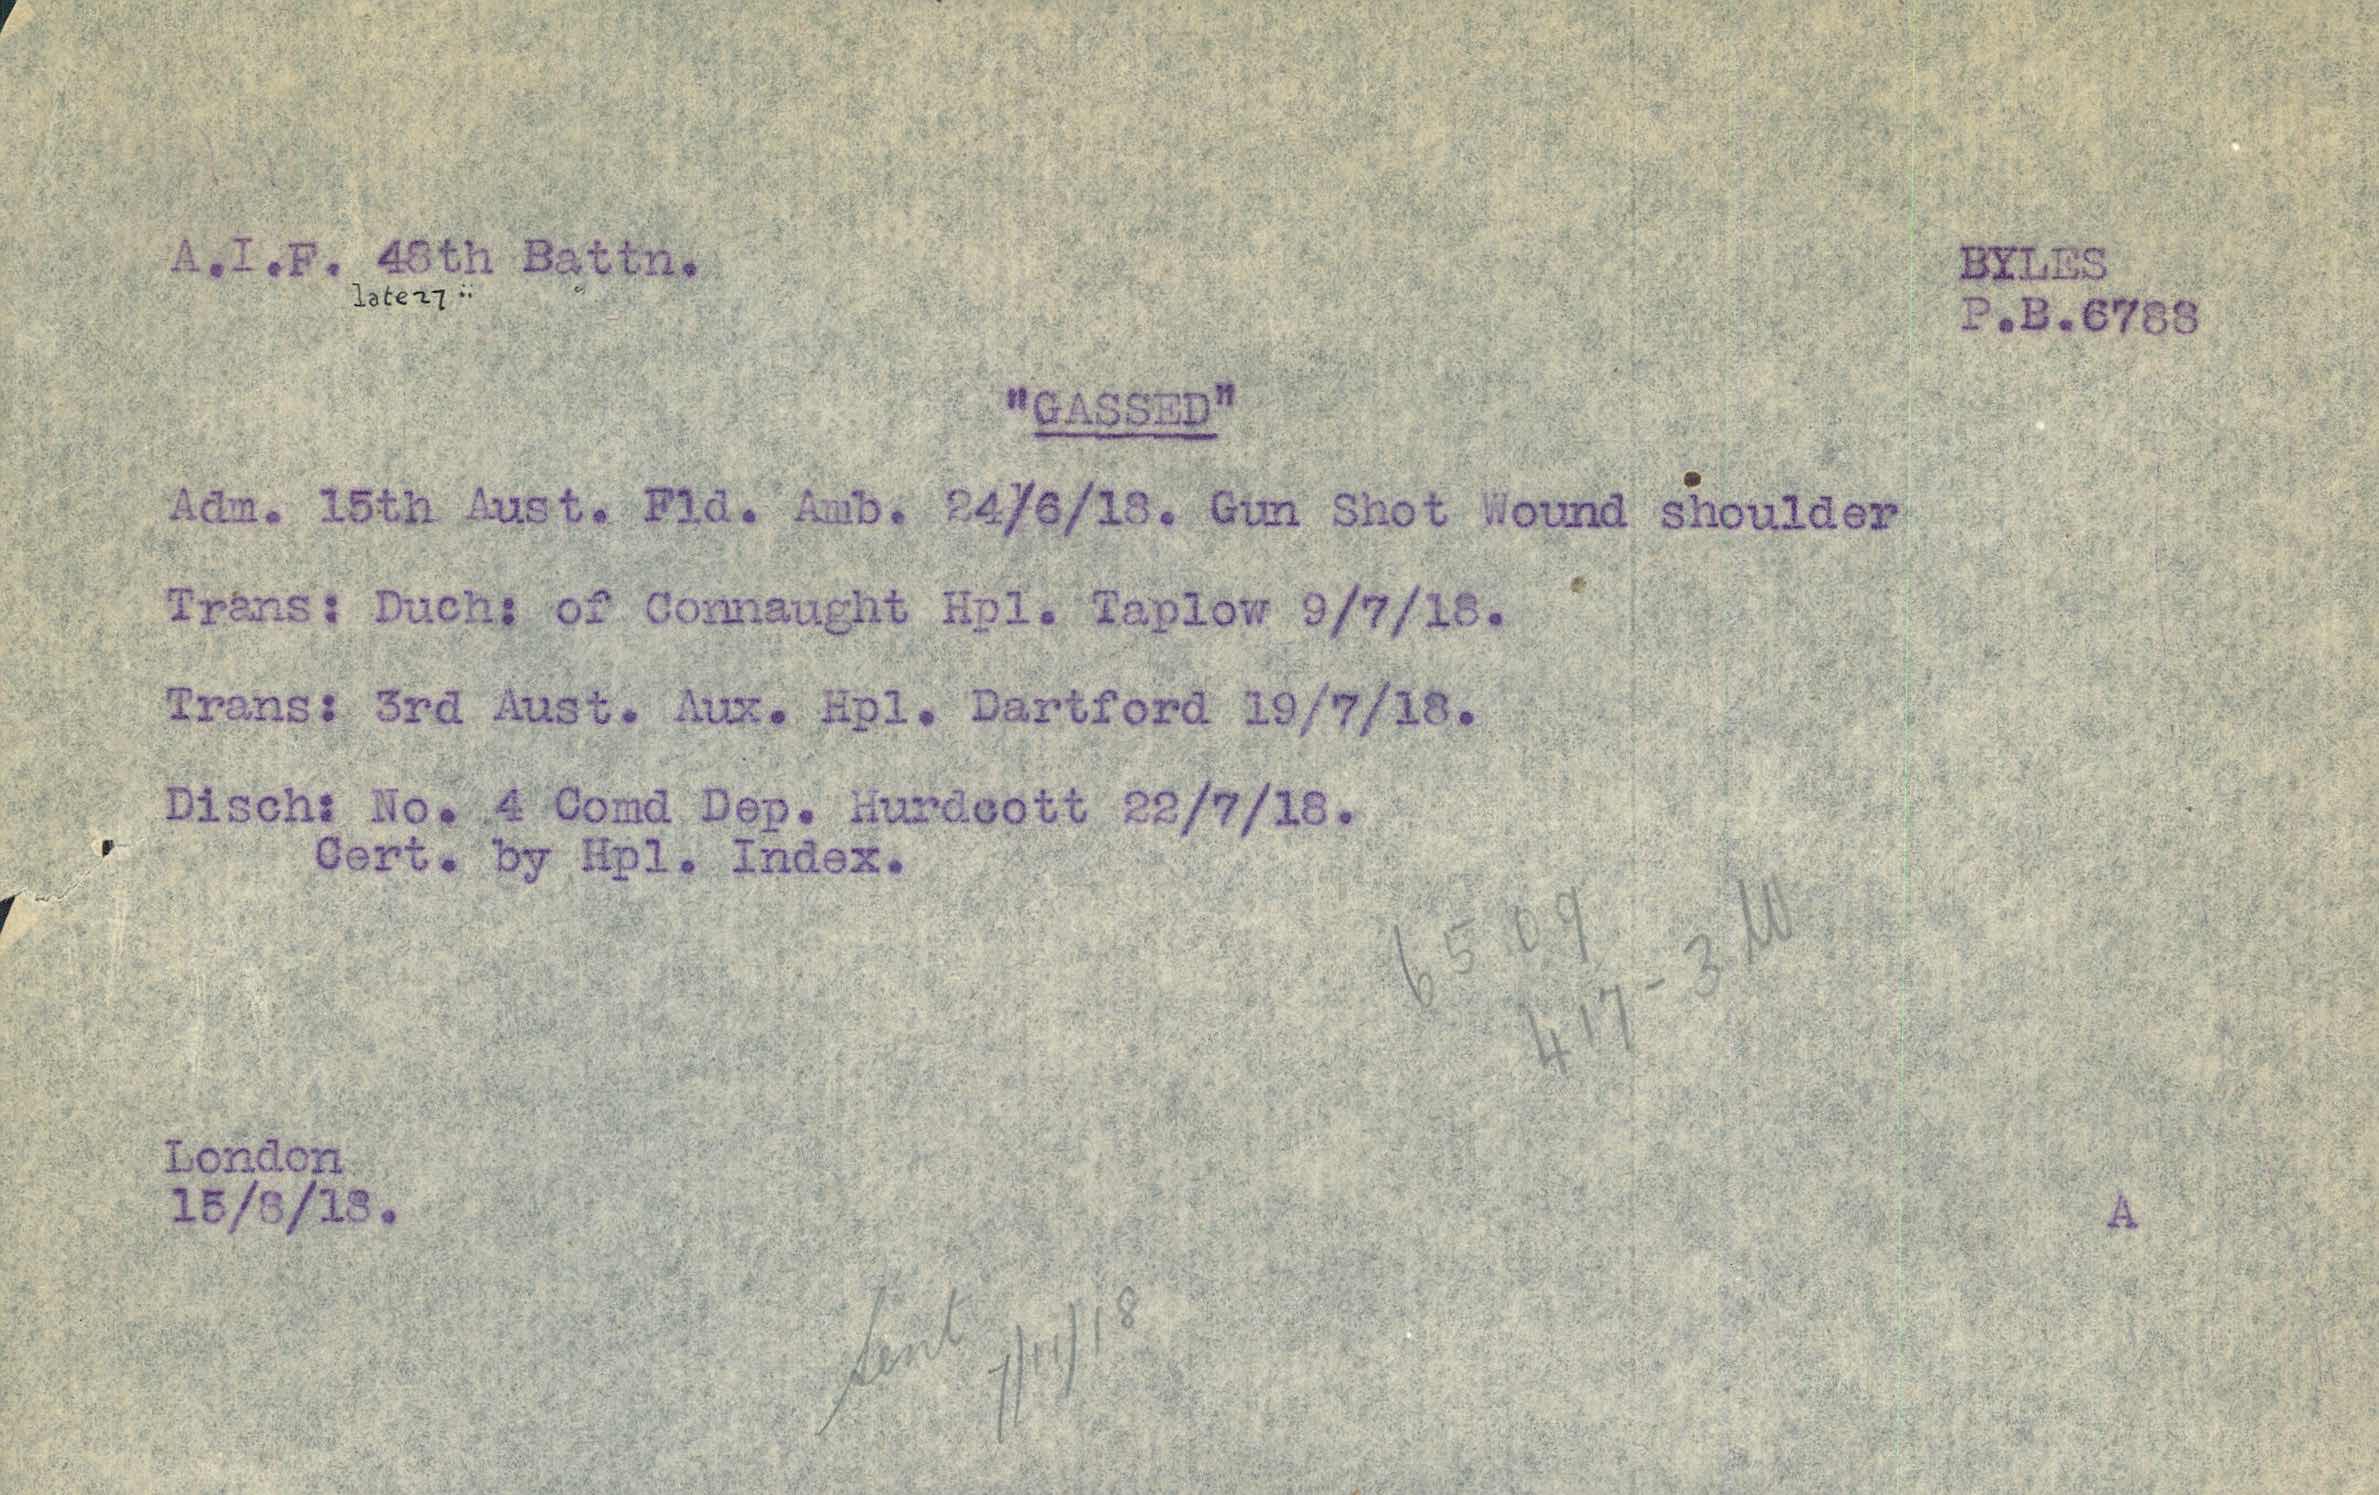 A.I.F. 48th Battn.
late 27 "
BYLES
P.B.6788
"GASSED"
Adm. 15th Aust. Fld. Amb. 24/6/18. Gun Shot Wound shoulder
Trans: Duch: of Connaught Hpl. Taplow 9/7/18.
Trans: 3rd Aust. Aux. Hpl. Dartford 19/7/18.
Disch: No. 4 Comd Dep. Hurdcott 22/7/18.
Cert. by Hpl. Index.
6509
417-3
London
15/8/18.
A
Sent 7/11/18